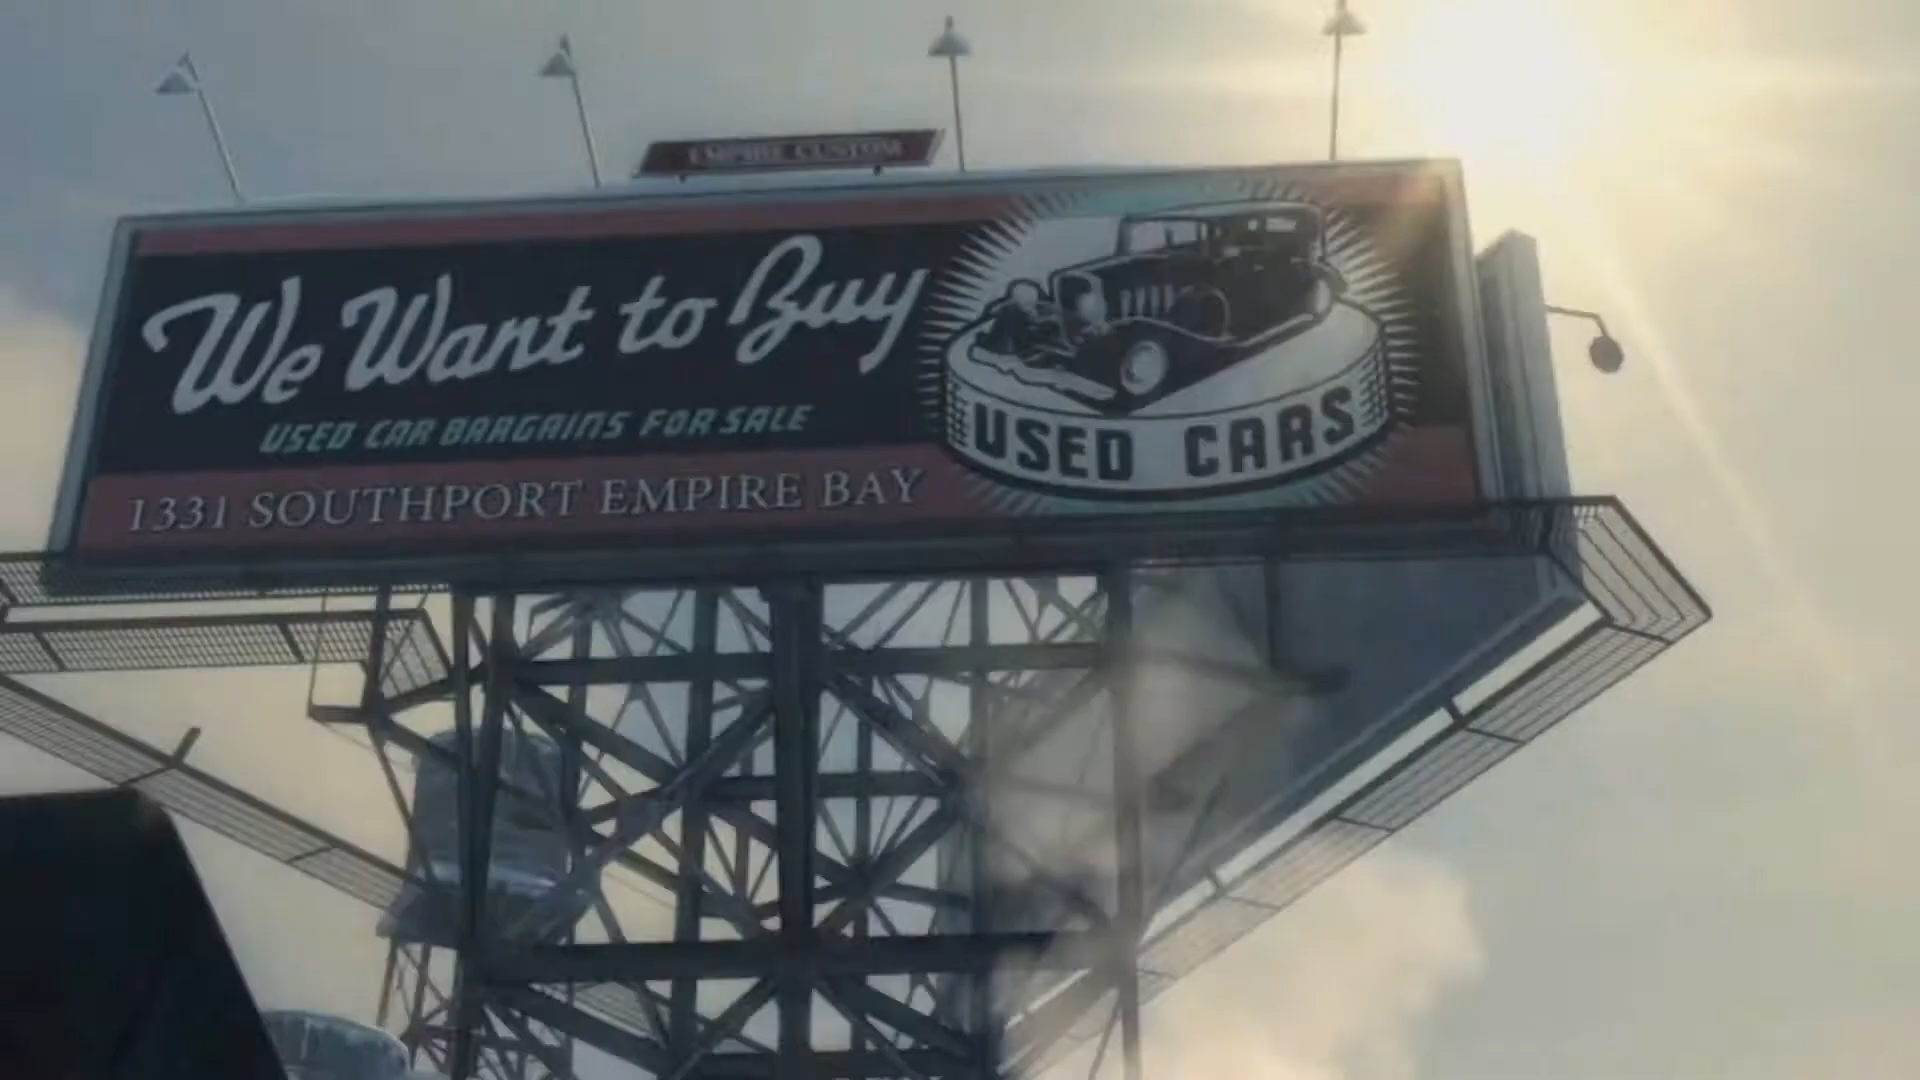 EMPIRE CUSTOM
We Want to Buy
USED CAR BARGAINS FOR SALE
1331 SOUTHPORT EMPIRE BAY
USED CARS